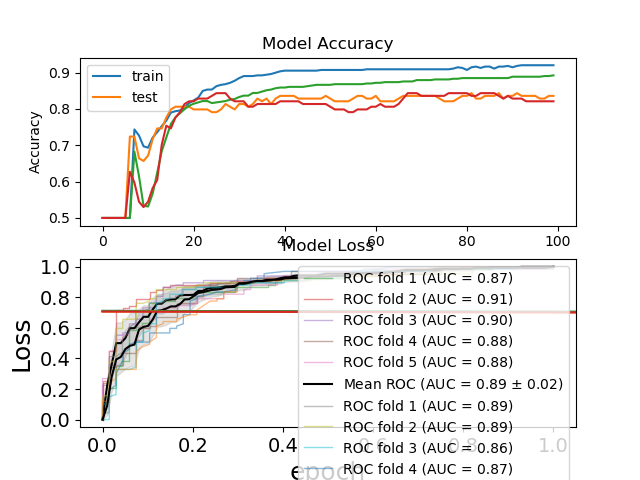 Model Accuracy
Accuracy
0.9
0.8
0.7
0.6
0.5
train
test
0 20 40 60 80 100
Model Loss
Loss
1.0
0.8
0.6
0.4
0.2
0.0
ROC fold 1 (AUC = 0.87)
ROC fold 2 (AUC = 0.91)
ROC fold 3 (AUC = 0.90)
ROC fold 4 (AUC = 0.88)
ROC fold 5 (AUC = 0.88)
Mean ROC (AUC = 0.89 ± 0.02)
ROC fold 1 (AUC = 0.89)
ROC fold 2 (AUC = 0.89)
ROC fold 3 (AUC = 0.86)
ROC fold 4 (AUC = 0.87)
0.0 0.2 0.4 0.6 0.8 1.0
epoch